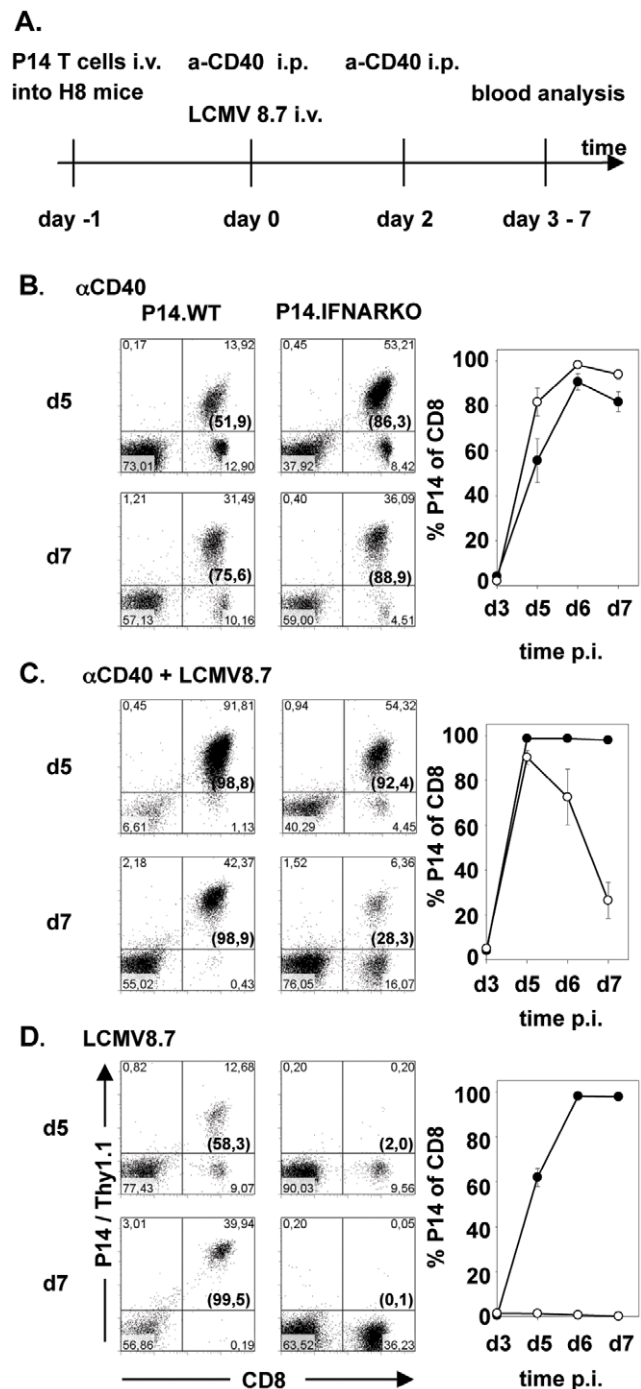 A.
P14 T cells i.v. a-CD40 i.p. a-CD40 i.p.
into H8 mice blood analysis
LCMV 8.7 i.v. time
day -1 day 0 day 2 day 3 - 7
B. αCD40
P14.WT P14.IFNARKO
d5
0,17 13,92
(51,9)
73,01 12,90
0,45 53,21
(86,3)
37,92 8,42
d7
1,21 31,49
(75,6)
57,13 10,16
0,40 36,09
(88,9)
59,00 4,51
% P14 of CD8
100
80
60
40
20
0
d3 d5 d6 d7
time p.i.
C. αCD40 + LCMV8.7
d5
0,45 91,81
(98,8)
6,61 1,13
0,94 54,32
(92,4)
40,29 4,45
d7
2,18 42,37
(98,9)
55,02 0,43
1,52 6,36
(28,3)
76,05 16,07
% P14 of CD8
100
80
60
40
20
0
d3 d5 d6 d7
time p.i.
D. LCMV8.7
d5
0,82 12,68
(58,3)
77,43 9,07
0,20 0,20
(2,0)
90,03 9,56
d7
3,01 39,94
(99,5)
56,86 0,19
0,20 0,05
(0,1)
63,52 36,23
P14 / Thy1.1
CD8
% P14 of CD8
100
80
60
40
20
0
d3 d5 d6 d7
time p.i.